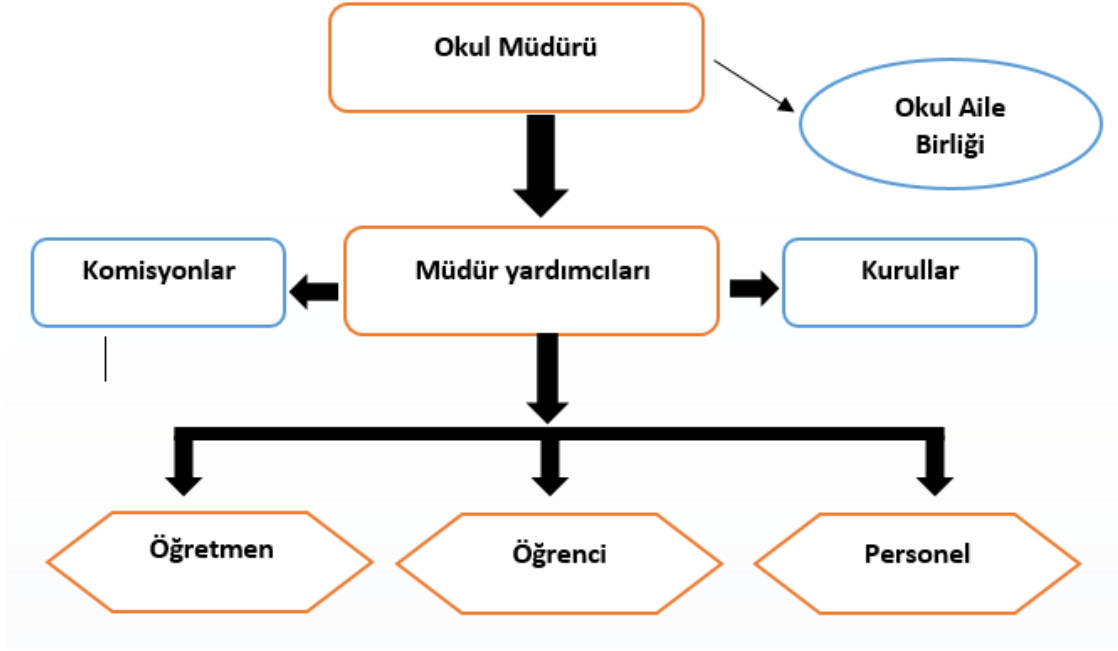 Okul Müdürü
Okul Aile
Birliği
Komisyonlar
Müdür yardımcıları
Kurullar
Öğretmen
Öğrenci
Personel